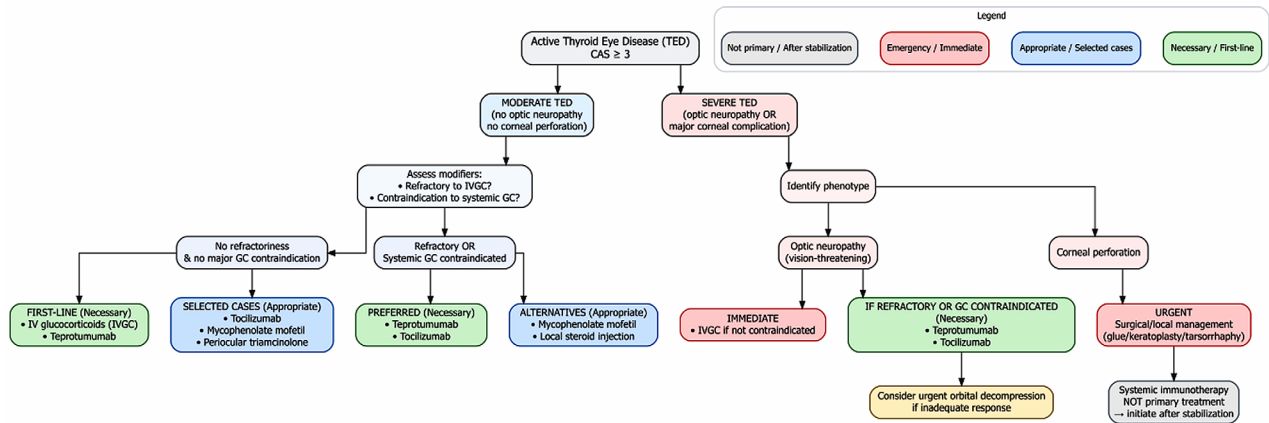 Legend
Not primary / After stabilization
Emergency / Immediate
Appropriate / Selected cases
Necessary / First-line
Active Thyroid Eye Disease (TED)
CAS ≥ 3
MODERATE TED
(no optic neuropathy
no corneal perforation)
SEVERE TED
(optic neuropathy OR
major corneal complication)
Assess modifiers:
• Refractory to IVGC?
• Contraindication to systemic GC?
Identify phenotype
No refractoriness
& no major GC contraindication
Refractory OR
Systemic GC contraindicated
Optic neuropathy
(vision-threatening)
Corneal perforation
FIRST-LINE (Necessary)
• IV glucocorticoids (IVGC)
• Teprotumumab
SELECTED CASES (Appropriate)
• Tocilizumab
• Mycophenolate mofetil
• Periocular triamcinolone
PREFERRED (Necessary)
• Teprotumumab
• Tocilizumab
ALTERNATIVES (Appropriate)
• Mycophenolate mofetil
• Local steroid injection
IMMEDIATE
• IVGC if not contraindicated
IF REFRACTORY OR GC CONTRAINDICATED
(Necessary)
• Teprotumumab
• Tocilizumab
URGENT
Surgical/local management
(glue/keratoplasty/tarsorrhaphy)
Consider urgent orbital decompression
if inadequate response
Systemic immunotherapy
NOT primary treatment
→ initiate after stabilization